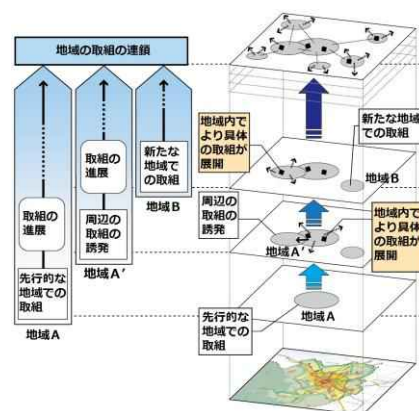 地域の取組の連鎖
取組の
進展
先行的な
地域での
取組
地域A
取組の
進展
周辺の
取組の
誘発
地域A’
新たな地域
での取組
地域B
地域内で
より具体
の取組が
展開
新たな地域
での取組
地域B
周辺の
取組の
誘発
地域A’
地域内で
より具体
の取組が
展開
先行的な
地域での
取組
地域A